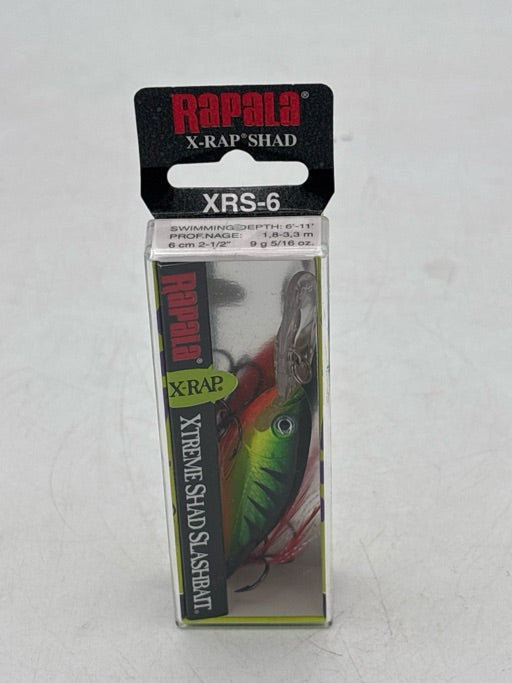 Rapala®
X-RAP® SHAD
XRS-6
SWIMMING DEPTH: 6'-11'
PROF.NAGE: 1,8-3,3 m
6 cm 2-1/2" 9 g 5/16 oz.
RAPALA®
X-RAP®
XTREME SHAD SLASHBAIT®